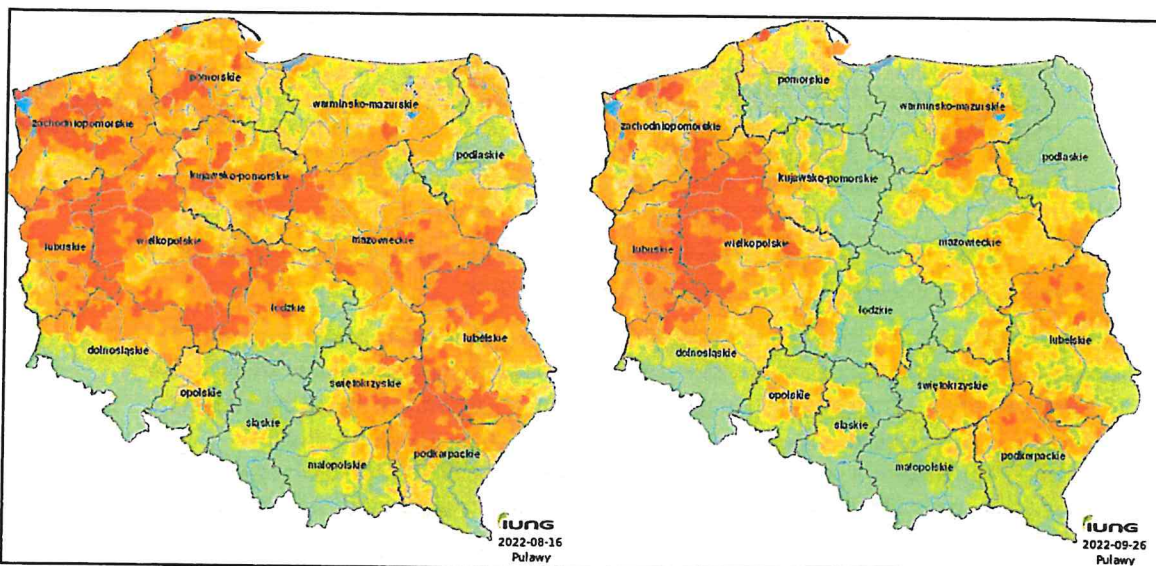 pomorskie
warminsko-mazurskie
zachodniopomorskie
podlaskie
kujawsko-pomorskie
lubuskie
wielkopolskie
mazowieckie
łodzkie
lubelskie
dolnośląskie
opolskie
świętokrzyskie
śląskie
małopolskie
podkarpackie
IUNG
2022-08-16
Puławy
pomorskie
warminsko-mazurskie
zachodniopomorskie
podlaskie
kujawsko-pomorskie
lubuskie
wielkopolskie
mazowieckie
łodzkie
lubelskie
dolnośląskie
opolskie
świętokrzyskie
śląskie
małopolskie
podkarpackie
IUNG
2022-09-26
Puławy